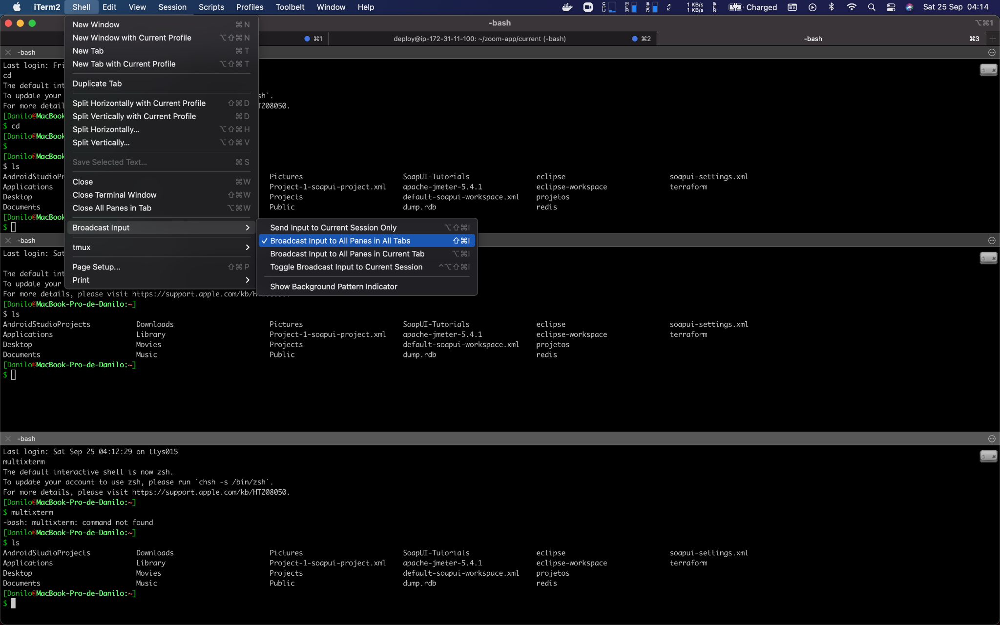 iTerm2 Shell Edit View Session Scripts Profiles Toolbelt Window Help CPU MEM SSD 1 KB/s 1 KB/s SEN Charged Sat 25 Sep 04:14
-bash ⌥⌘1
⌘1 deploy@ip-172-31-11-100: ~/zoom-app/current (-bash) ⌘2 -bash ⌘3
New Window ⌘N
New Window with Current Profile ⌥⇧⌘N
New Tab ⌘T
New Tab with Current Profile ⌥⇧⌘T
Duplicate Tab
Split Horizontally with Current Profile ⇧⌘D
Split Vertically with Current Profile ⌘D
Split Horizontally... ⌥⇧⌘H
Split Vertically... ⌥⇧⌘V
Save Selected Text... ⌘S
Close ⌘W
Close Terminal Window ⇧⌘W
Close All Panes in Tab ⌥⌘W
Broadcast Input
tmux
Page Setup... ⇧⌘P
Print
Send Input to Current Session Only ⌥⇧⌘I
✓ Broadcast Input to All Panes in All Tabs ⇧⌘I
Broadcast Input to All Panes in Current Tab ⌥⌘I
Toggle Broadcast Input to Current Session ^⌥⇧⌘I
Show Background Pattern Indicator
-bash
Last login: Fri
cd
The default int
To update your sh`.
For more detail T208050.
[Danilo@MacBook
$ cd
[Danilo@MacBook
$
[Danilo@MacBook
$ ls
AndroidStudioPr Pictures SoapUI-Tutorials eclipse soapui-settings.xml
Applications Project-1-soapui-project.xml apache-jmeter-5.4.1 eclipse-workspace terraform
Desktop Projects default-soapui-workspace.xml projetos
Documents Public dump.rdb redis
[Danilo@MacBook
$
-bash
Last login: Sat
The default int
To update your
For more details, please visit https://support.apple.com/kb/H
[Danilo@MacBook-Pro-de-Danilo:~]
$ ls
AndroidStudioProjects Downloads Pictures SoapUI-Tutorials eclipse soapui-settings.xml
Applications Library Project-1-soapui-project.xml apache-jmeter-5.4.1 eclipse-workspace terraform
Desktop Movies Projects default-soapui-workspace.xml projetos
Documents Music Public dump.rdb redis
[Danilo@MacBook-Pro-de-Danilo:~]
$
-bash
Last login: Sat Sep 25 04:12:29 on ttys015
multixterm
The default interactive shell is now zsh.
To update your account to use zsh, please run `chsh -s /bin/zsh`.
For more details, please visit https://support.apple.com/kb/HT208050.
[Danilo@MacBook-Pro-de-Danilo:~]
$ multixterm
-bash: multixterm: command not found
[Danilo@MacBook-Pro-de-Danilo:~]
$ ls
AndroidStudioProjects Downloads Pictures SoapUI-Tutorials eclipse soapui-settings.xml
Applications Library Project-1-soapui-project.xml apache-jmeter-5.4.1 eclipse-workspace terraform
Desktop Movies Projects default-soapui-workspace.xml projetos
Documents Music Public dump.rdb redis
[Danilo@MacBook-Pro-de-Danilo:~]
$